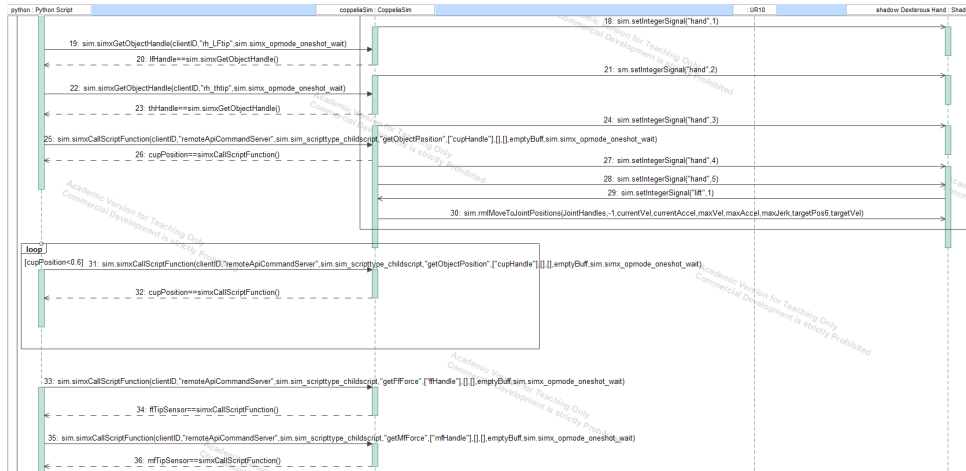 python : Python Script
coppeliaSim : CoppeliaSim
: UR10
shadow Dexterous Hand : Shad
18: sim.setIntegerSignal("hand",1)
19: sim.simxGetObjectHandle(clientID,"rh_LFtip",sim.simx_opmode_oneshot_wait)
20: lfHandle==sim.simxGetObjectHandle()
21: sm.setIntegerSignal("hand",2)
22: sim.simxGetObjectHandle(clientID,"rh_thtip",sim.simx_opmode_oneshot_wait)
23: thHandle==sim.simxGetObjectHandle()
24: sim.setIntegerSignal("hand",3)
25: sim.simxCallScriptFunction(clientID,"remoteApiCommandServer",sim.sim_scripttype_childscript,"getObjectPosition",["cupHandle"],[],[],emptyBuff,sim.simx_opmode_oneshot_wait)
26: cupPosition==simxCallScriptFunction()
27: sim.setIntegerSignal("hand",4)
28: sim.setIntegerSignal("hand",5)
29: sim.setIntegerSignal("lift",1)
30: sim.rmlMoveToJointPositions(JointHandles,-1,currentVel,currentAccel,maxVel,maxAccel,maxJerk,targetPos6,targetVel)
loop
[cupPosition<0.6]
31: sim.simxCallScriptFunction(clientID,"remoteApiCommandServer",sim.sim_scripttype_childscript,"getObjectPosition",["cupHandle"],[],[],emptyBuff,sim.simx_opmode_oneshot_wait)
32: cupPosition==simxCallScriptFunction()
33: sim.simxCallScriptFunction(clientID,"remoteApiCommandServer",sim.sim_scripttype_childscript,"getFfForce",["ffHandle"],[],[],emptyBuff,sim.simx_opmode_oneshot_wait)
34: ffTipSensor==simxCallScriptFunction()
35: sim.simxCallScriptFunction(clientID,"remoteApiCommandServer",sim.sim_scripttype_childscript,"getMfForce",["mfHandle"],[],[],emptyBuff,sim.simx_opmode_oneshot_wait)
36: mfTipSensor==simxCallScriptFunction()
Academic Version for Teaching Only
Commercial Development is strictly Prohibited